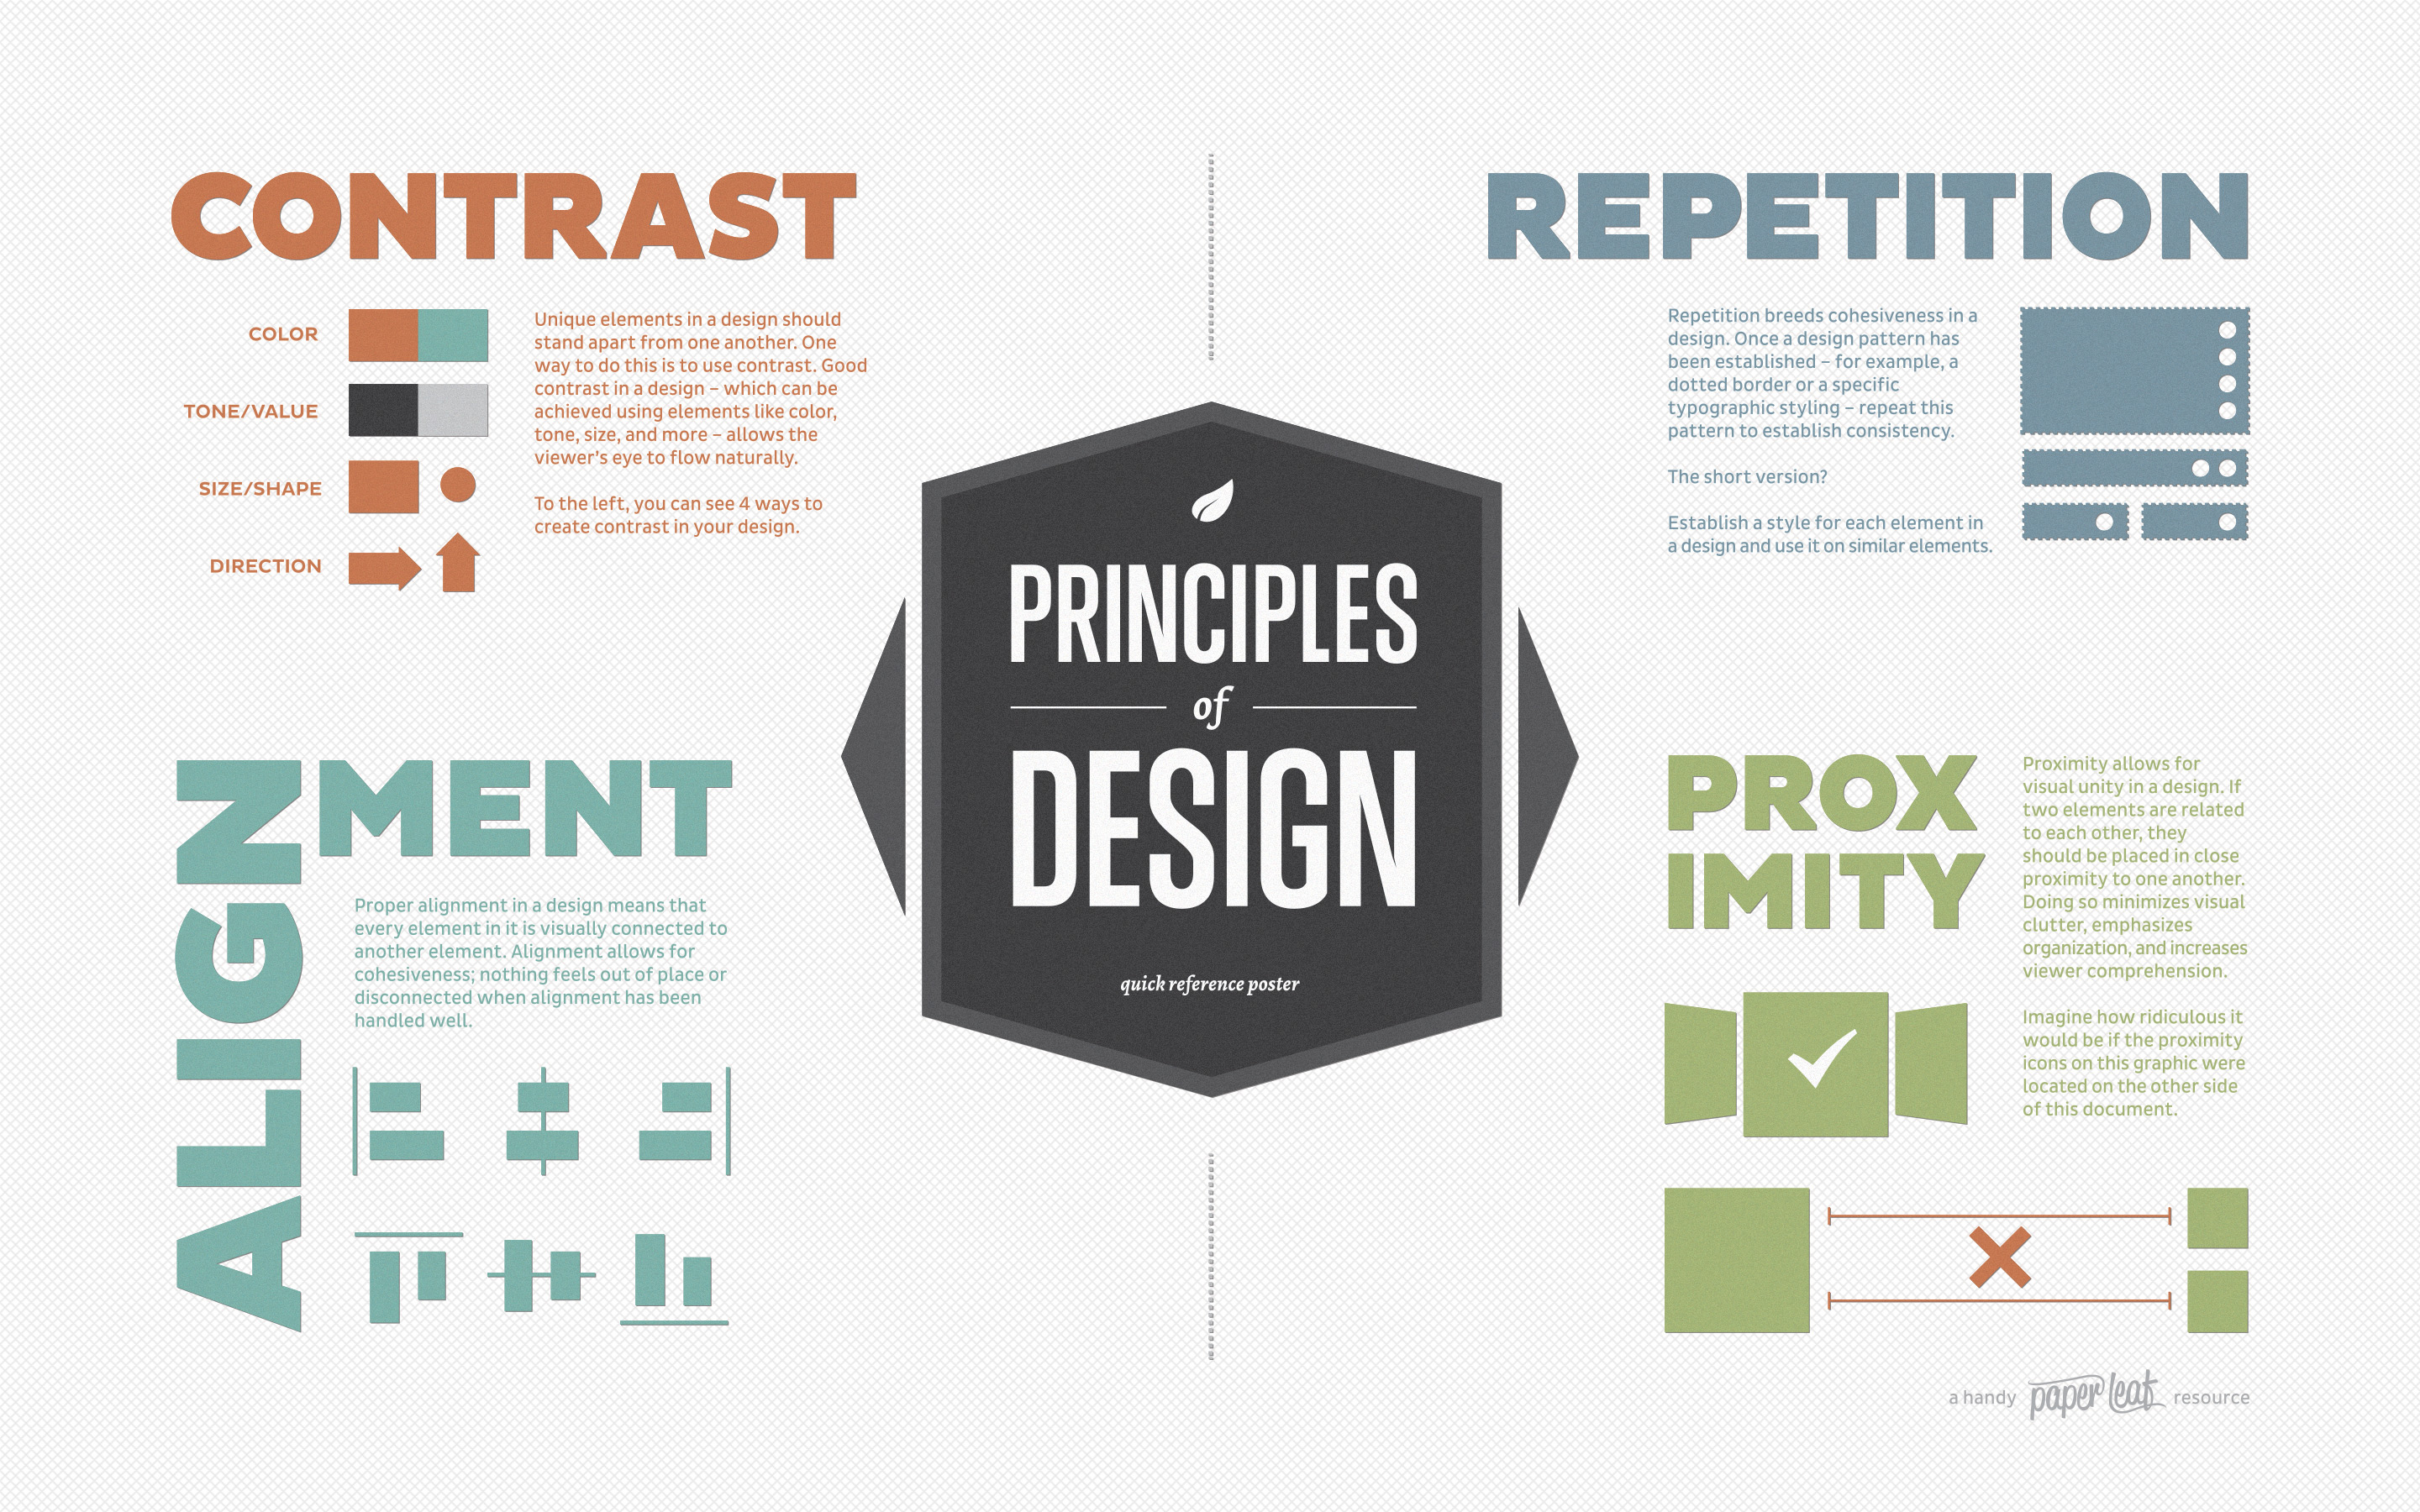 CONTRAST
COLOR
TONE/VALUE
SIZE/SHAPE
DIRECTION
Unique elements in a design should
stand apart from one another. One
way to do this is to use contrast. Good
contrast in a design – which can be
achieved using elements like color,
tone, size, and more – allows the
viewer's eye to flow naturally.
To the left, you can see 4 ways to
create contrast in your design.
REPETITION
Repetition breeds cohesiveness in a
design. Once a design pattern has
been established – for example, a
dotted border or a specific
typographic styling – repeat this
pattern to establish consistency.
The short version?
Establish a style for each element in
a design and use it on similar elements.
PRINCIPLES
of
DESIGN
quick reference poster
ALIGNMENT
Proper alignment in a design means that
every element in it is visually connected to
another element. Alignment allows for
cohesiveness; nothing feels out of place or
disconnected when alignment has been
handled well.
PROX
IMITY
Proximity allows for
visual unity in a design. If
two elements are related
to each other, they
should be placed in close
proximity to one another.
Doing so minimizes visual
clutter, emphasizes
organization, and increases
viewer comprehension.
Imagine how ridiculous it
would be if the proximity
icons on this graphic were
located on the other side
of this document.
a handy paper leaf resource